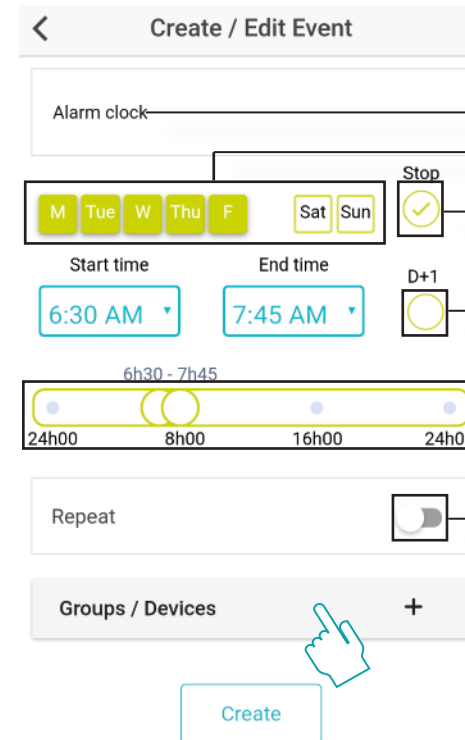 Create / Edit Event
Alarm clock
Stop
M Tue W Thu F Sat Sun
Start time End time
D+1
6:30 AM 7:45 AM
6h30 - 7h45
24h00 8h00 16h00 24h0
Repeat
Groups / Devices +
Create